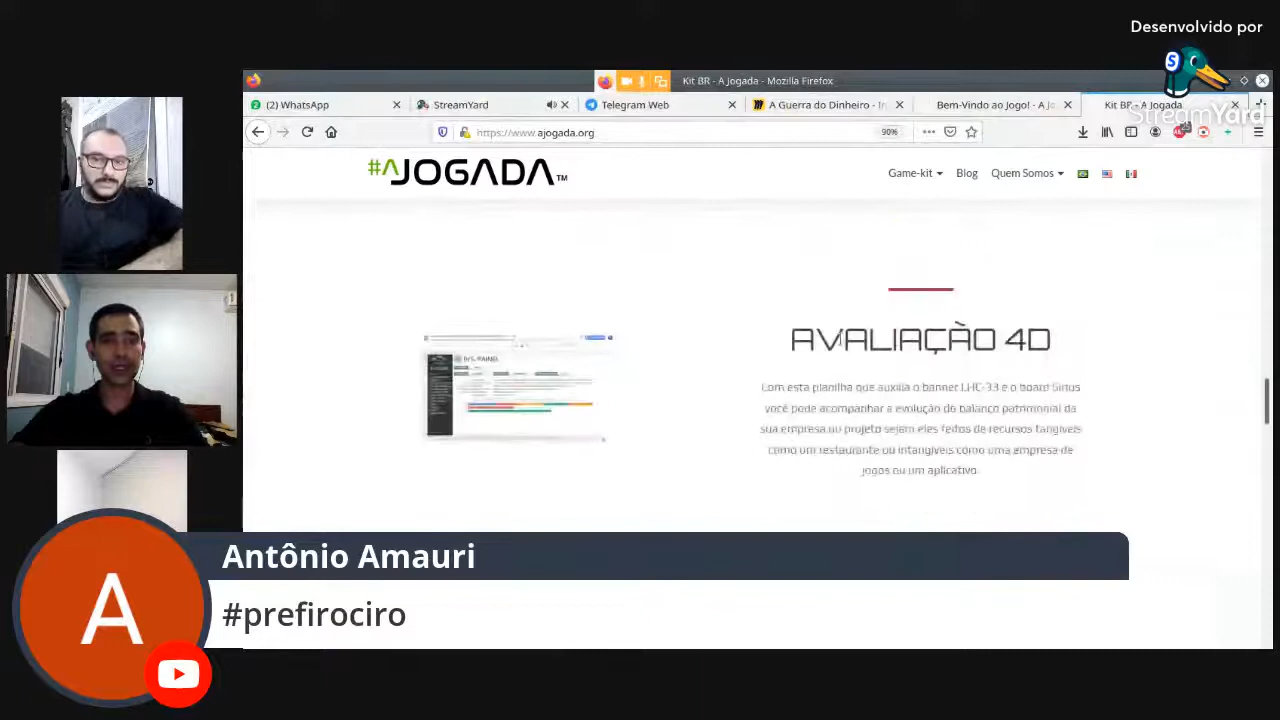 Desenvolvido por
StreamYard
Kit BR - A Jogada - Mozilla Firefox
(2) WhatsApp
StreamYard
Telegram Web
A Guerra do Dinheiro - In
Bem-Vindo ao Jogo! - A Jo
Kit BR - A Jogada
https://www.ajogada.org
90%
#AJOGADA™
Game-kit
Blog
Quem Somos
AVALIAÇÃO 4D
Com esta planilha que auxilia o banner LHC-33 e o board Sirius
você pode acompanhar a evolução do balanço patrimonial da
sua empresa ou projeto sejam eles feitos de recursos tangíveis
como um restaurante ou intangíveis como uma empresa de
jogos ou um aplicativo.
A
Antônio Amauri
#prefirociro